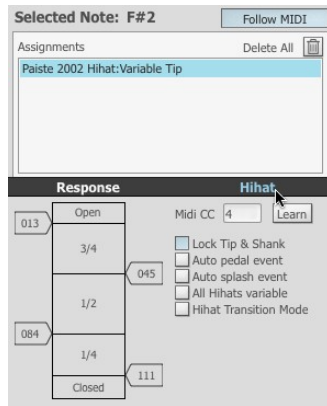 Selected Note: F#2 Follow MIDI
Assignments Delete All
Paiste 2002 Hihat:Variable Tip
Response Hihat
Open
013
3/4
045
1/2
084
1/4
111
Closed
Midi CC 4 Learn
Lock Tip & Shank
Auto pedal event
Auto splash event
All Hihats variable
Hihat Transition Mode